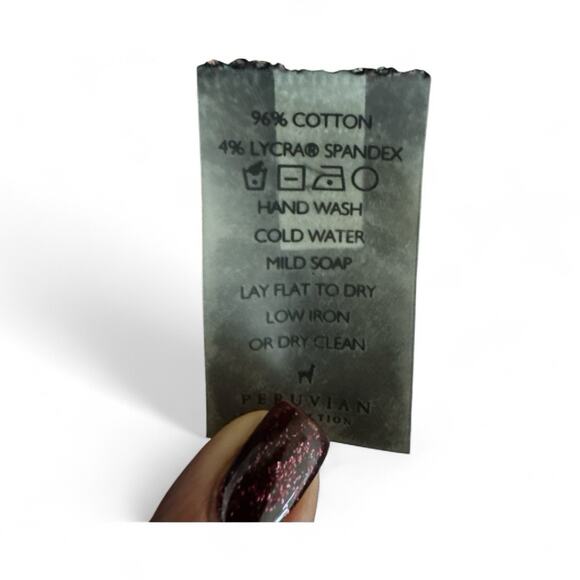 96% COTTON
4% LYCRA® SPANDEX
HAND WASH
COLD WATER
MILD SOAP
LAY FLAT TO DRY
LOW IRON
OR DRY CLEAN
PERUVIAN